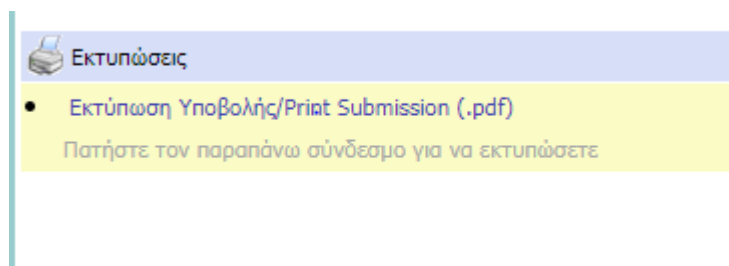 Εκτυπώσεις
Εκτύπωση Υποβολής/Print Submission (.pdf)
Πατήστε τον παραπάνω σύνδεσμο για να εκτυπώσετε